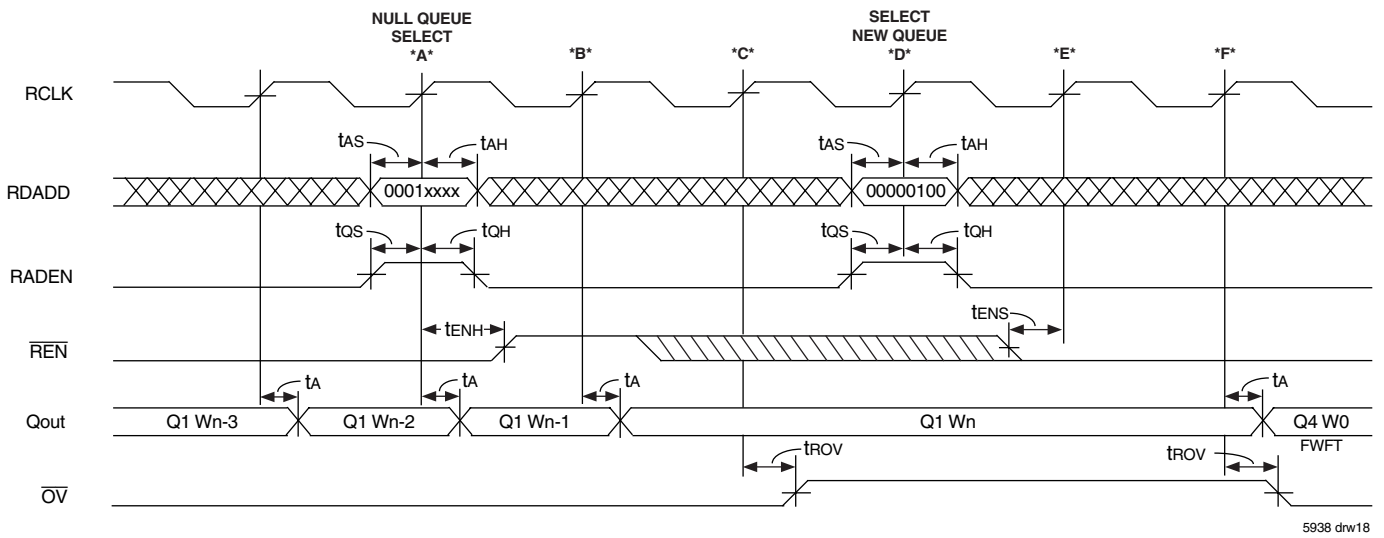 NULL QUEUE
SELECT
*A*
*B*
*C*
SELECT
NEW QUEUE
*D*
*E*
*F*
RCLK
tAS
tAH
tAS
tAH
RDADD
0001xxxx
00000100
tQS
tQH
tQS
tQH
RADEN
tENH
tENS
REN
tA
tA
tA
tA
Qout
Q1 Wn-3
Q1 Wn-2
Q1 Wn-1
Q1 Wn
Q4 W0
FWFT
tROV
tROV
OV
5938 drw18